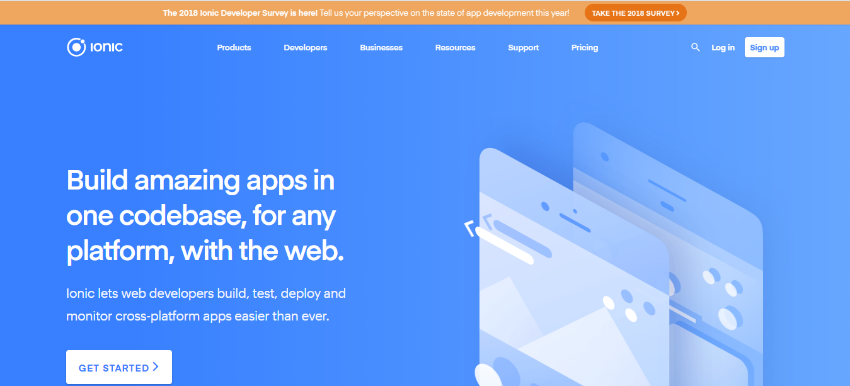 The 2018 Ionic Developer Survey is here! Tell us your perspective on the state of app development this year! TAKE THE 2018 SURVEY >
IONIC Products Developers Businesses Resources Support Pricing Log in Sign up
Build amazing apps in
one codebase, for any
platform, with the web.
Ionic lets web developers build, test, deploy and
monitor cross-platform apps easier than ever.
GET STARTED >